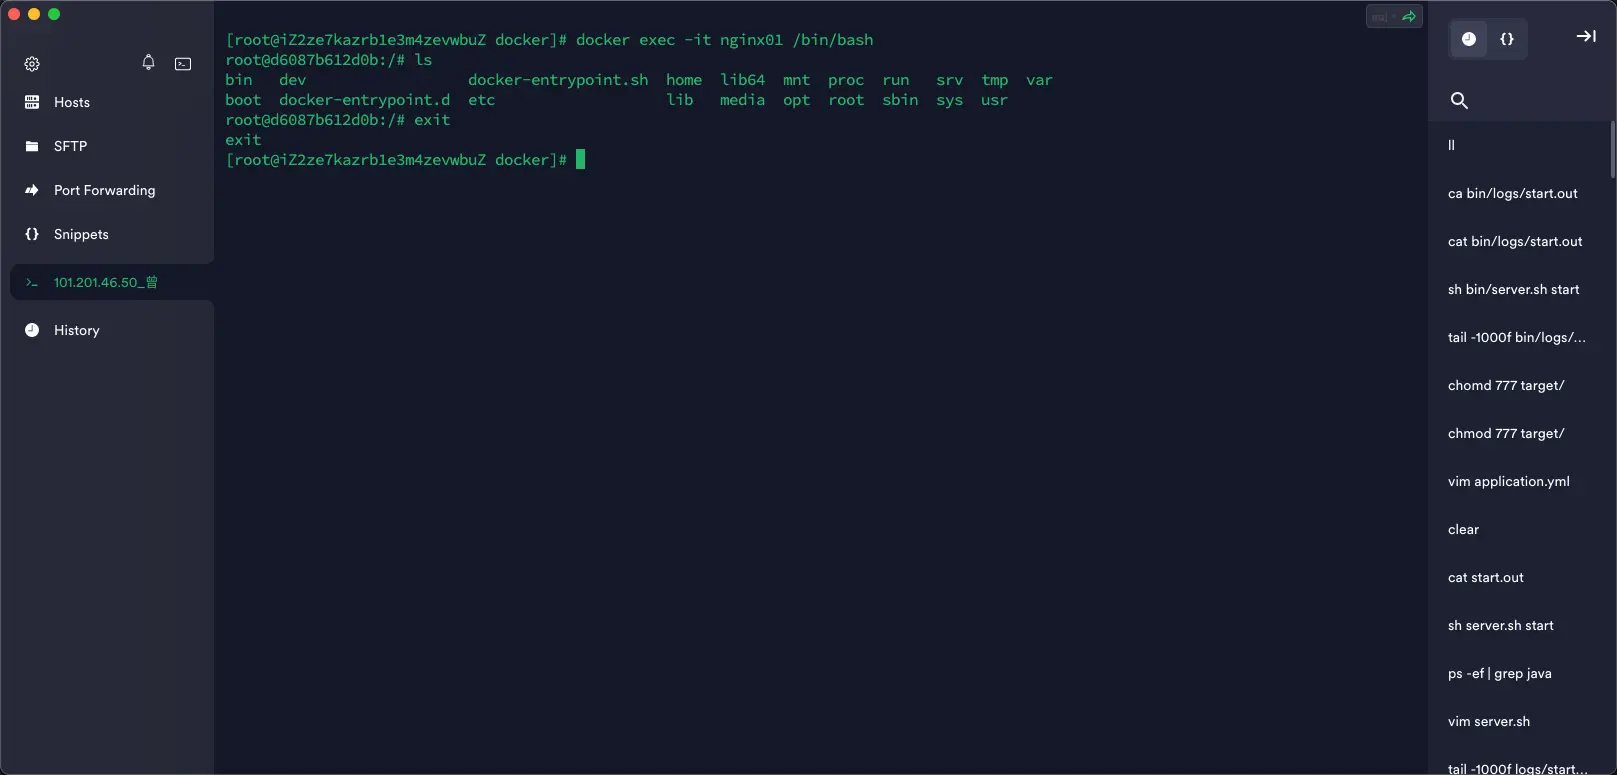 [root@iZ2ze7kazrb1e3m4zevwbuZ docker]# docker exec -it nginx01 /bin/bash
root@d6087b612d0b:/# ls
bin   dev                  docker-entrypoint.sh  home  lib64  mnt  proc  run   srv  tmp  var
boot  docker-entrypoint.d  etc                   lib   media  opt  root  sbin  sys  usr
root@d6087b612d0b:/# exit
exit
[root@iZ2ze7kazrb1e3m4zevwbuZ docker]#
Hosts
SFTP
Port Forwarding
{} Snippets
>_ 101.201.46.50_曾
History
{}
ll
ca bin/logs/start.out
cat bin/logs/start.out
sh bin/server.sh start
tail -1000f bin/logs/...
chomd 777 target/
chmod 777 target/
vim application.yml
clear
cat start.out
sh server.sh start
ps -ef | grep java
vim server.sh
tail -1000f logs/start...